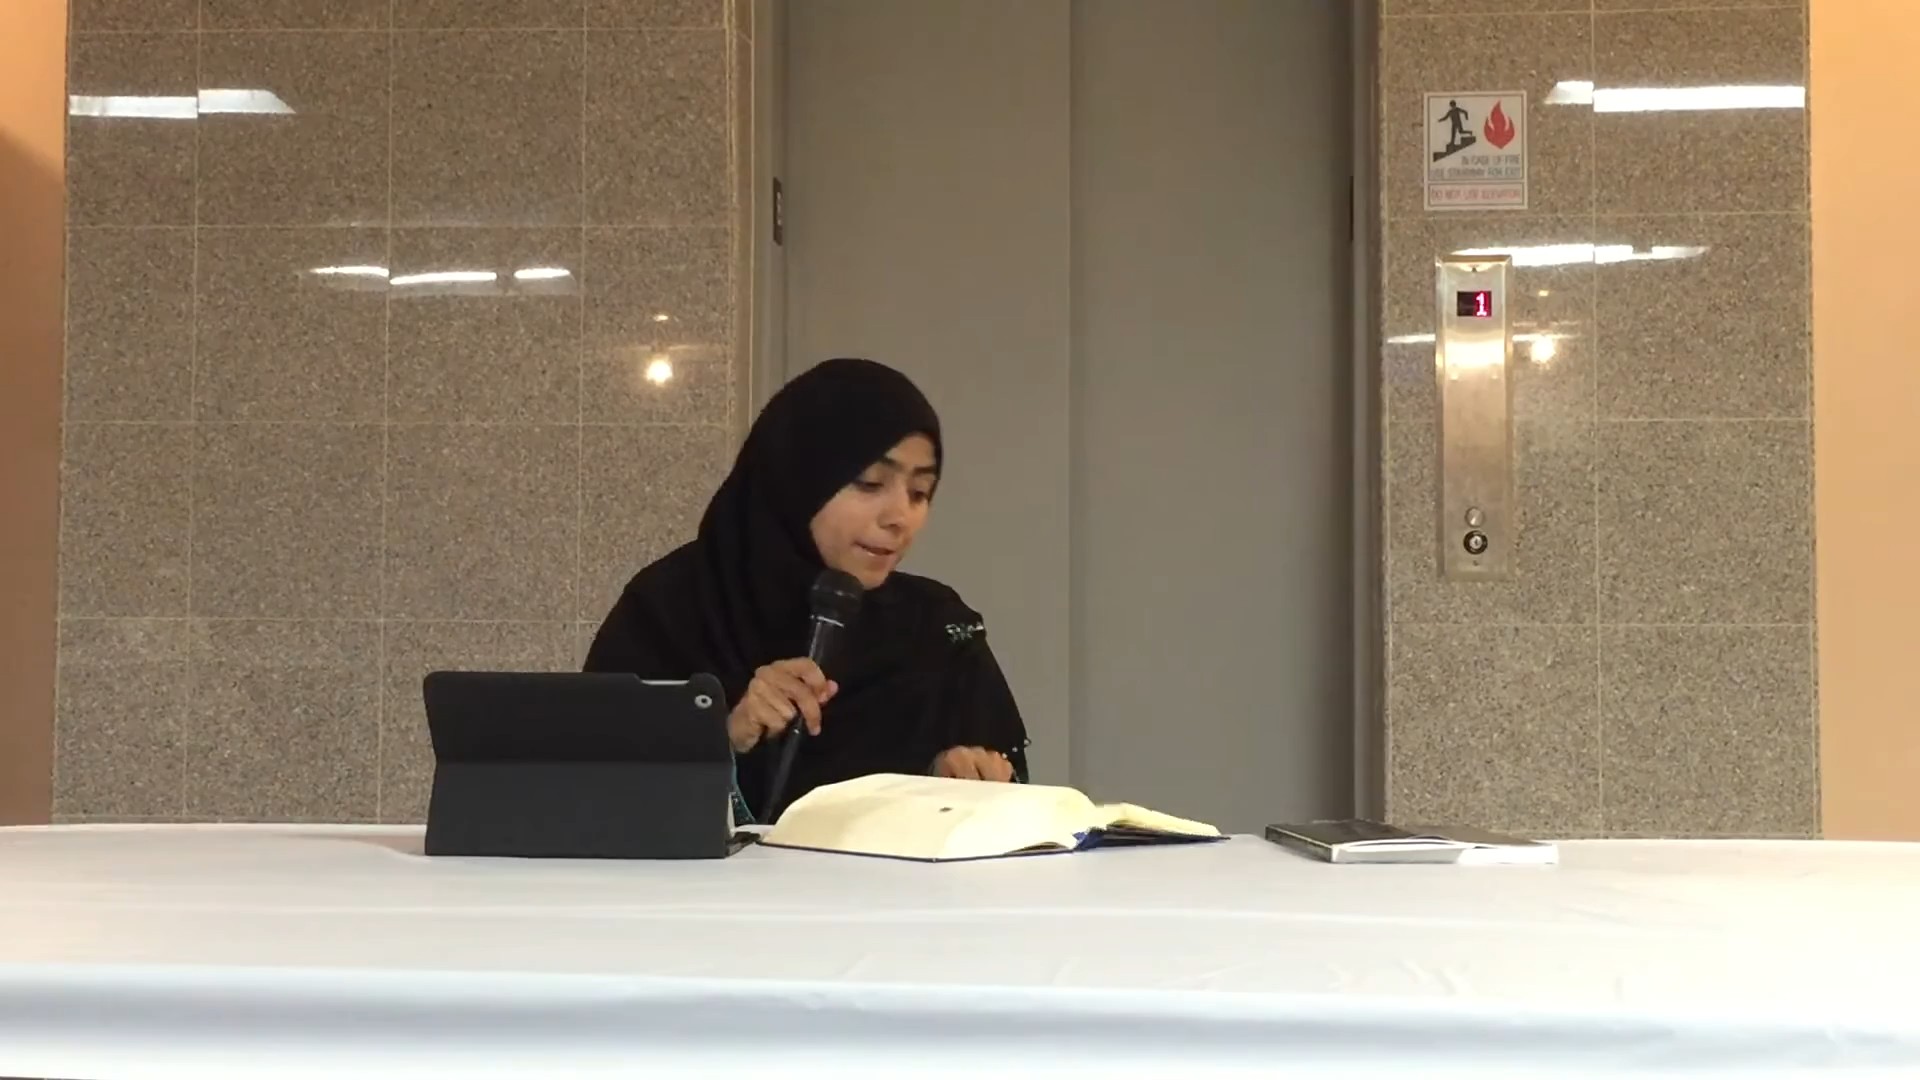 IN CASE OF FIRE
USE STAIRWAY FOR EXIT
DO NOT USE ELEVATOR
1